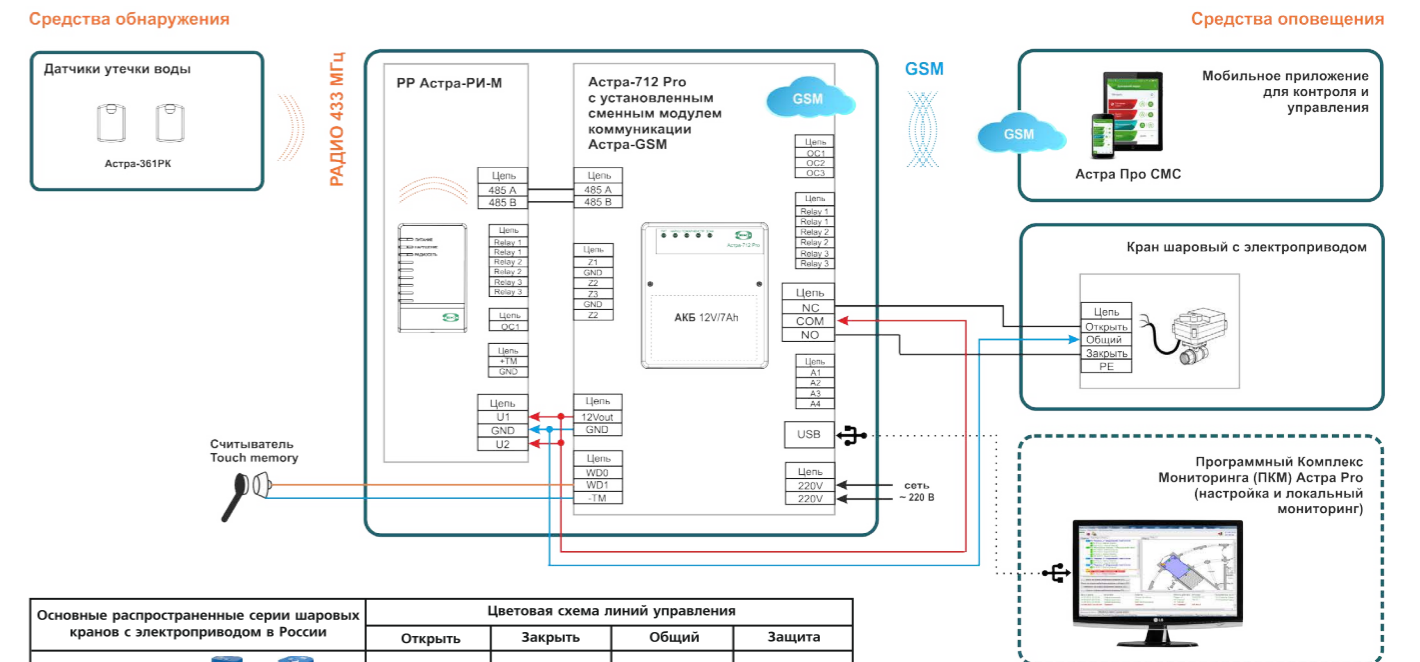 Средства обнаружения
Средства оповещения
Датчики утечки воды
Астра-361РК
РАДИО 433 МГц
РР Астра-РИ-М
Цепь
485 A
485 B
ПИТАНИЕ
НАРУШЕНИЕ
РАДИОСЕТЬ
Цепь
Relay 1
Relay 1
Relay 2
Relay 2
Relay 3
Relay 3
Цепь
OC1
Цепь
+TM
GND
Цепь
U1
GND
U2
Астра-712 Pro
с установленным
сменным модулем
коммуникации
Астра-GSM
GSM
Цепь
485 A
485 B
Цепь
Z1
GND
Z2
Z3
GND
Z2
Цепь
12Vout
GND
Цепь
WD0
WD1
-TM
Астра-712 Pro
АКБ 12V/7Ah
Цепь
OC1
OC2
OC3
Цепь
Relay 1
Relay 1
Relay 2
Relay 2
Relay 3
Relay 3
Цепь
NC
COM
NO
Цепь
A1
A2
A3
A4
USB
Цепь
220V
220V
сеть
~ 220 В
GSM
GSM
Мобильное приложение
для контроля и
управления
Астра Про СМС
Кран шаровый с электроприводом
Цепь
Открыть
Общий
Закрыть
PE
Считыватель
Touch memory
Программный Комплекс
Мониторинга (ПКМ) Астра Pro
(настройка и локальный
мониторинг)
LG
Основные распространенные серии шаровых
кранов с электроприводом в России
Цветовая схема линий управления
Открыть
Закрыть
Общий
Защита